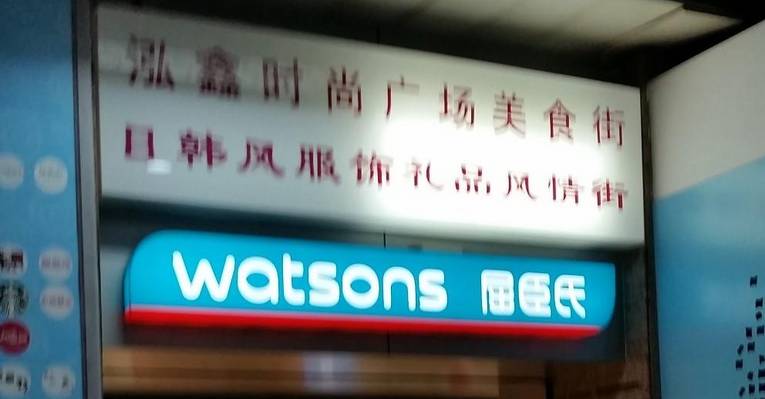 泓鑫时尚广场美食街
日韩风服饰礼品风情街
watsons 屈臣氏